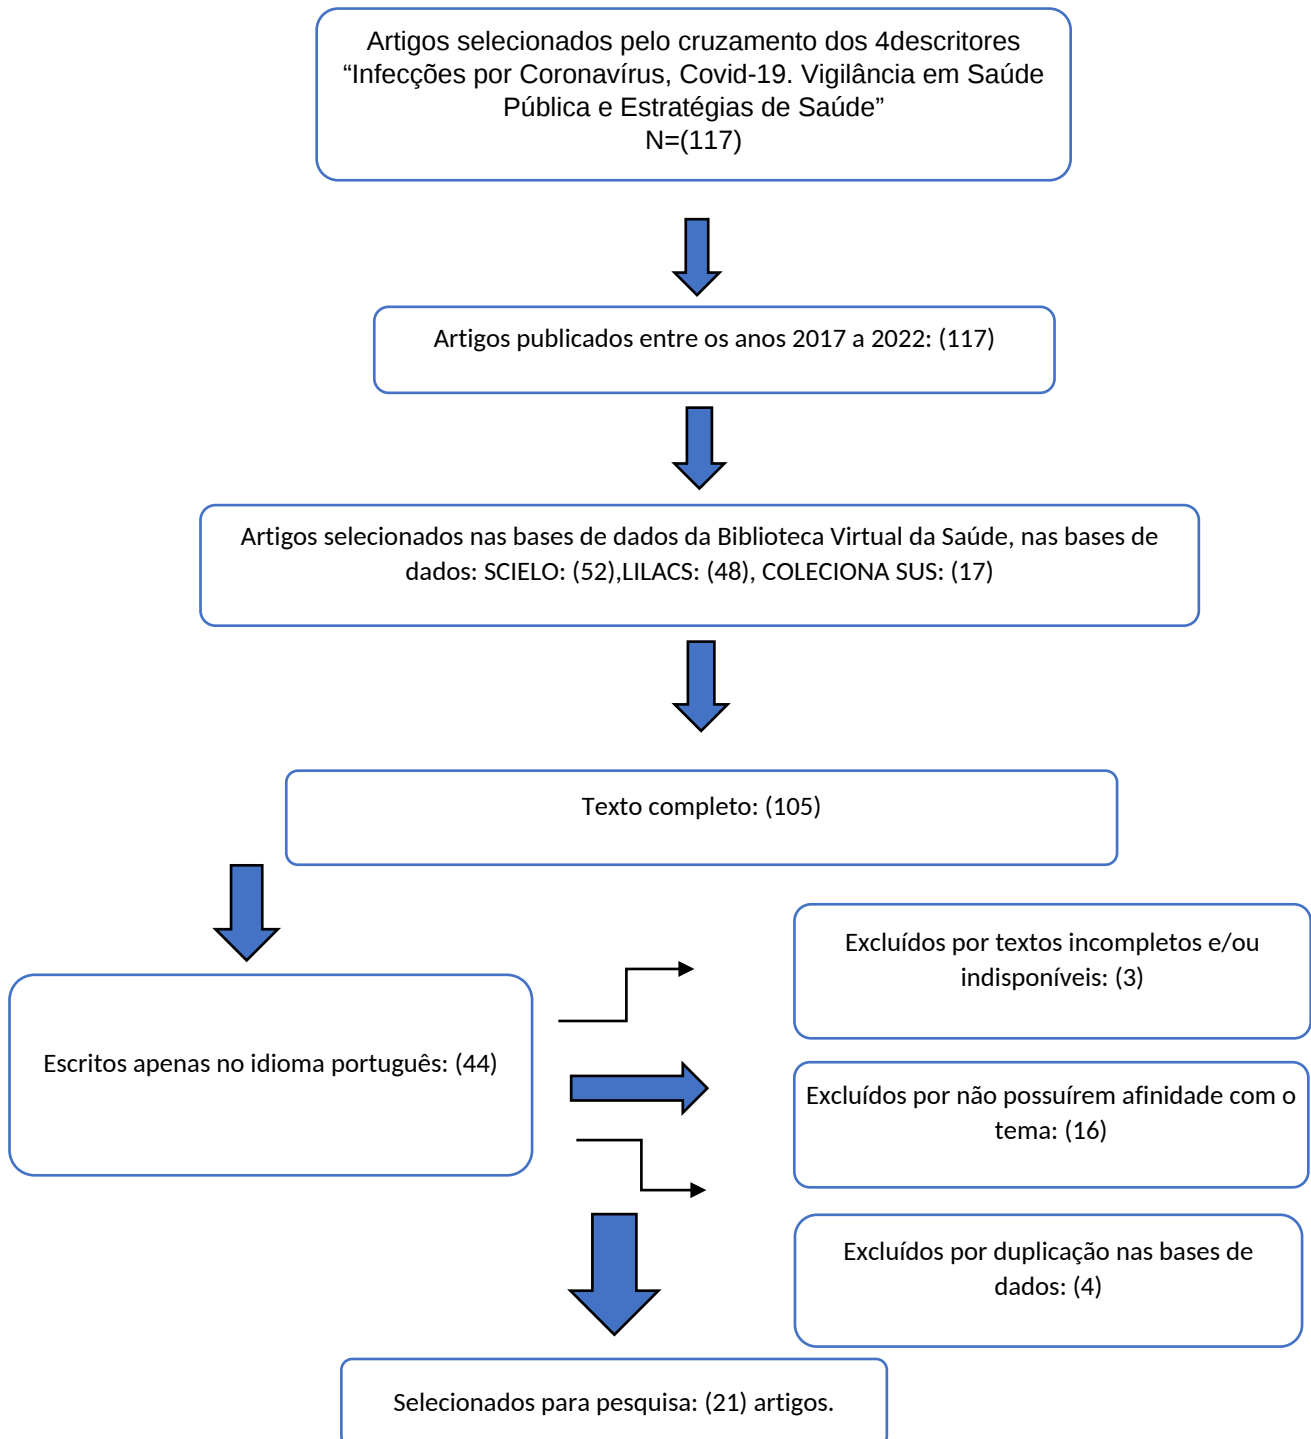 Artigos selecionados pelo cruzamento dos 4descritores
“Infecções por Coronavírus, Covid-19. Vigilância em Saúde
Pública e Estratégias de Saúde”
N=(117)
Artigos publicados entre os anos 2017 a 2022: (117)
Artigos selecionados nas bases de dados da Biblioteca Virtual da Saúde, nas bases de
dados: SCIELO: (52),LILACS: (48), COLECIONA SUS: (17)
Texto completo: (105)
Escritos apenas no idioma português: (44)
Excluídos por textos incompletos e/ou
indisponíveis: (3)
Excluídos por não possuírem afinidade com o
tema: (16)
Excluídos por duplicação nas bases de
dados: (4)
Selecionados para pesquisa: (21) artigos.